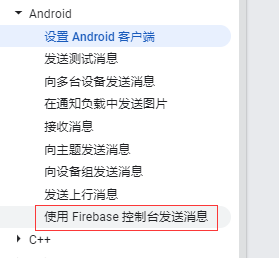 Android
设置 Android 客户端
发送测试消息
向多台设备发送消息
在通知负载中发送图片
接收消息
向主题发送消息
向设备组发送消息
发送上行消息
使用 Firebase 控制台发送消息
C++